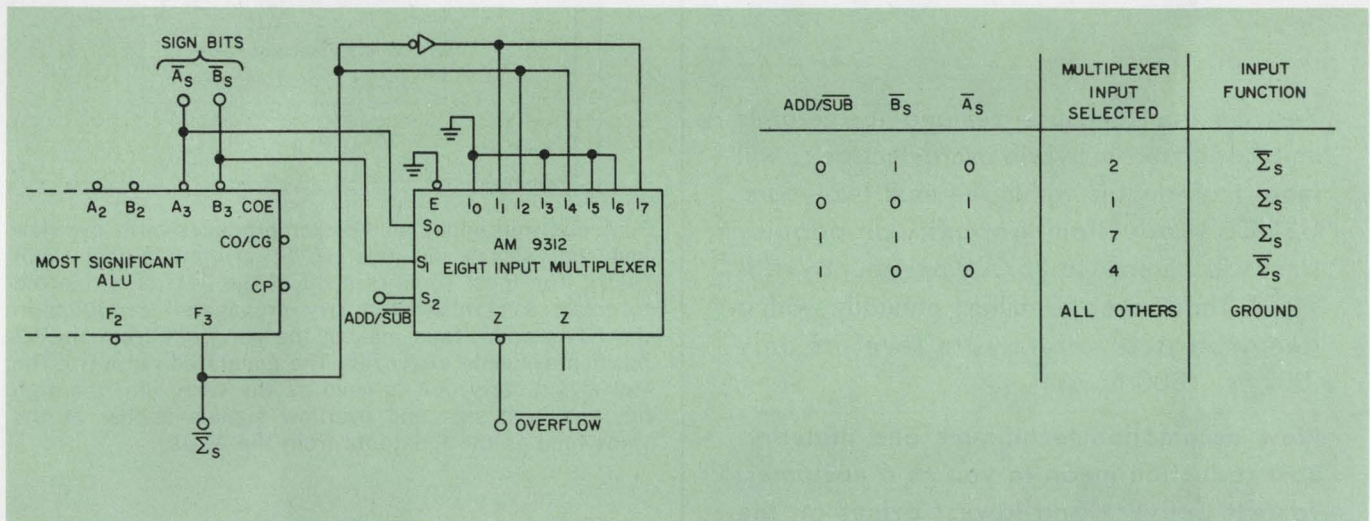 SIGN BITS
A̅S B̅S
A2 B2 A3 B3 COE
CO/CG
MOST SIGNIFICANT
ALU
CP
F2 F3
Σ̅S
E I0 I1 I2 I3 I4 I5 I6 I7
S0
AM 9312
S1 EIGHT INPUT MULTIPLEXER
S2
ADD/S̅U̅B̅
Z Z
O̅V̅E̅R̅F̅L̅O̅W̅
ADD/S̅U̅B̅ B̅S A̅S MULTIPLEXER INPUT SELECTED INPUT FUNCTION
0 1 0 2 Σ̅S
0 0 1 1 ΣS
1 1 1 7 ΣS
1 0 0 4 Σ̅S
ALL OTHERS GROUND